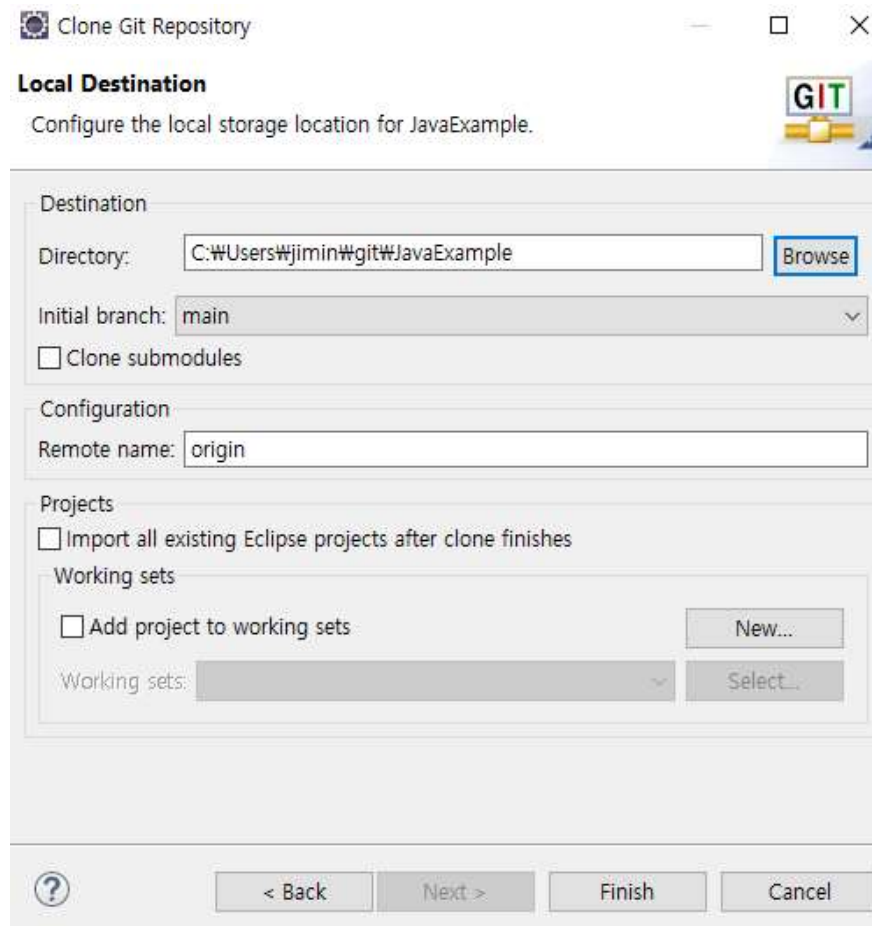 Clone Git Repository
Local Destination
Configure the local storage location for JavaExample.
GIT
Destination
Directory: C:₩Users₩jimin₩git₩JavaExample Browse
Initial branch: main
Clone submodules
Configuration
Remote name: origin
Projects
Import all existing Eclipse projects after clone finishes
Working sets
Add project to working sets New...
Working sets: Select...
? < Back Next > Finish Cancel